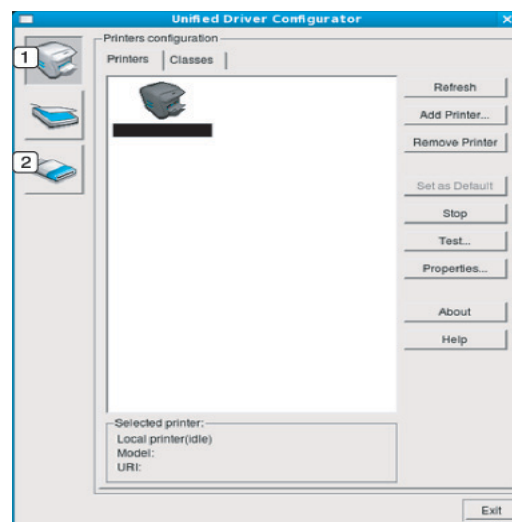 Unified Driver Configurator
1
2
Printers configuration
Printers
Classes
Refresh
Add Printer...
Remove Printer
Set as Default
Stop
Test...
Properties...
About
Help
Selected printer:
Local printer(idle)
Model:
URI:
Exit